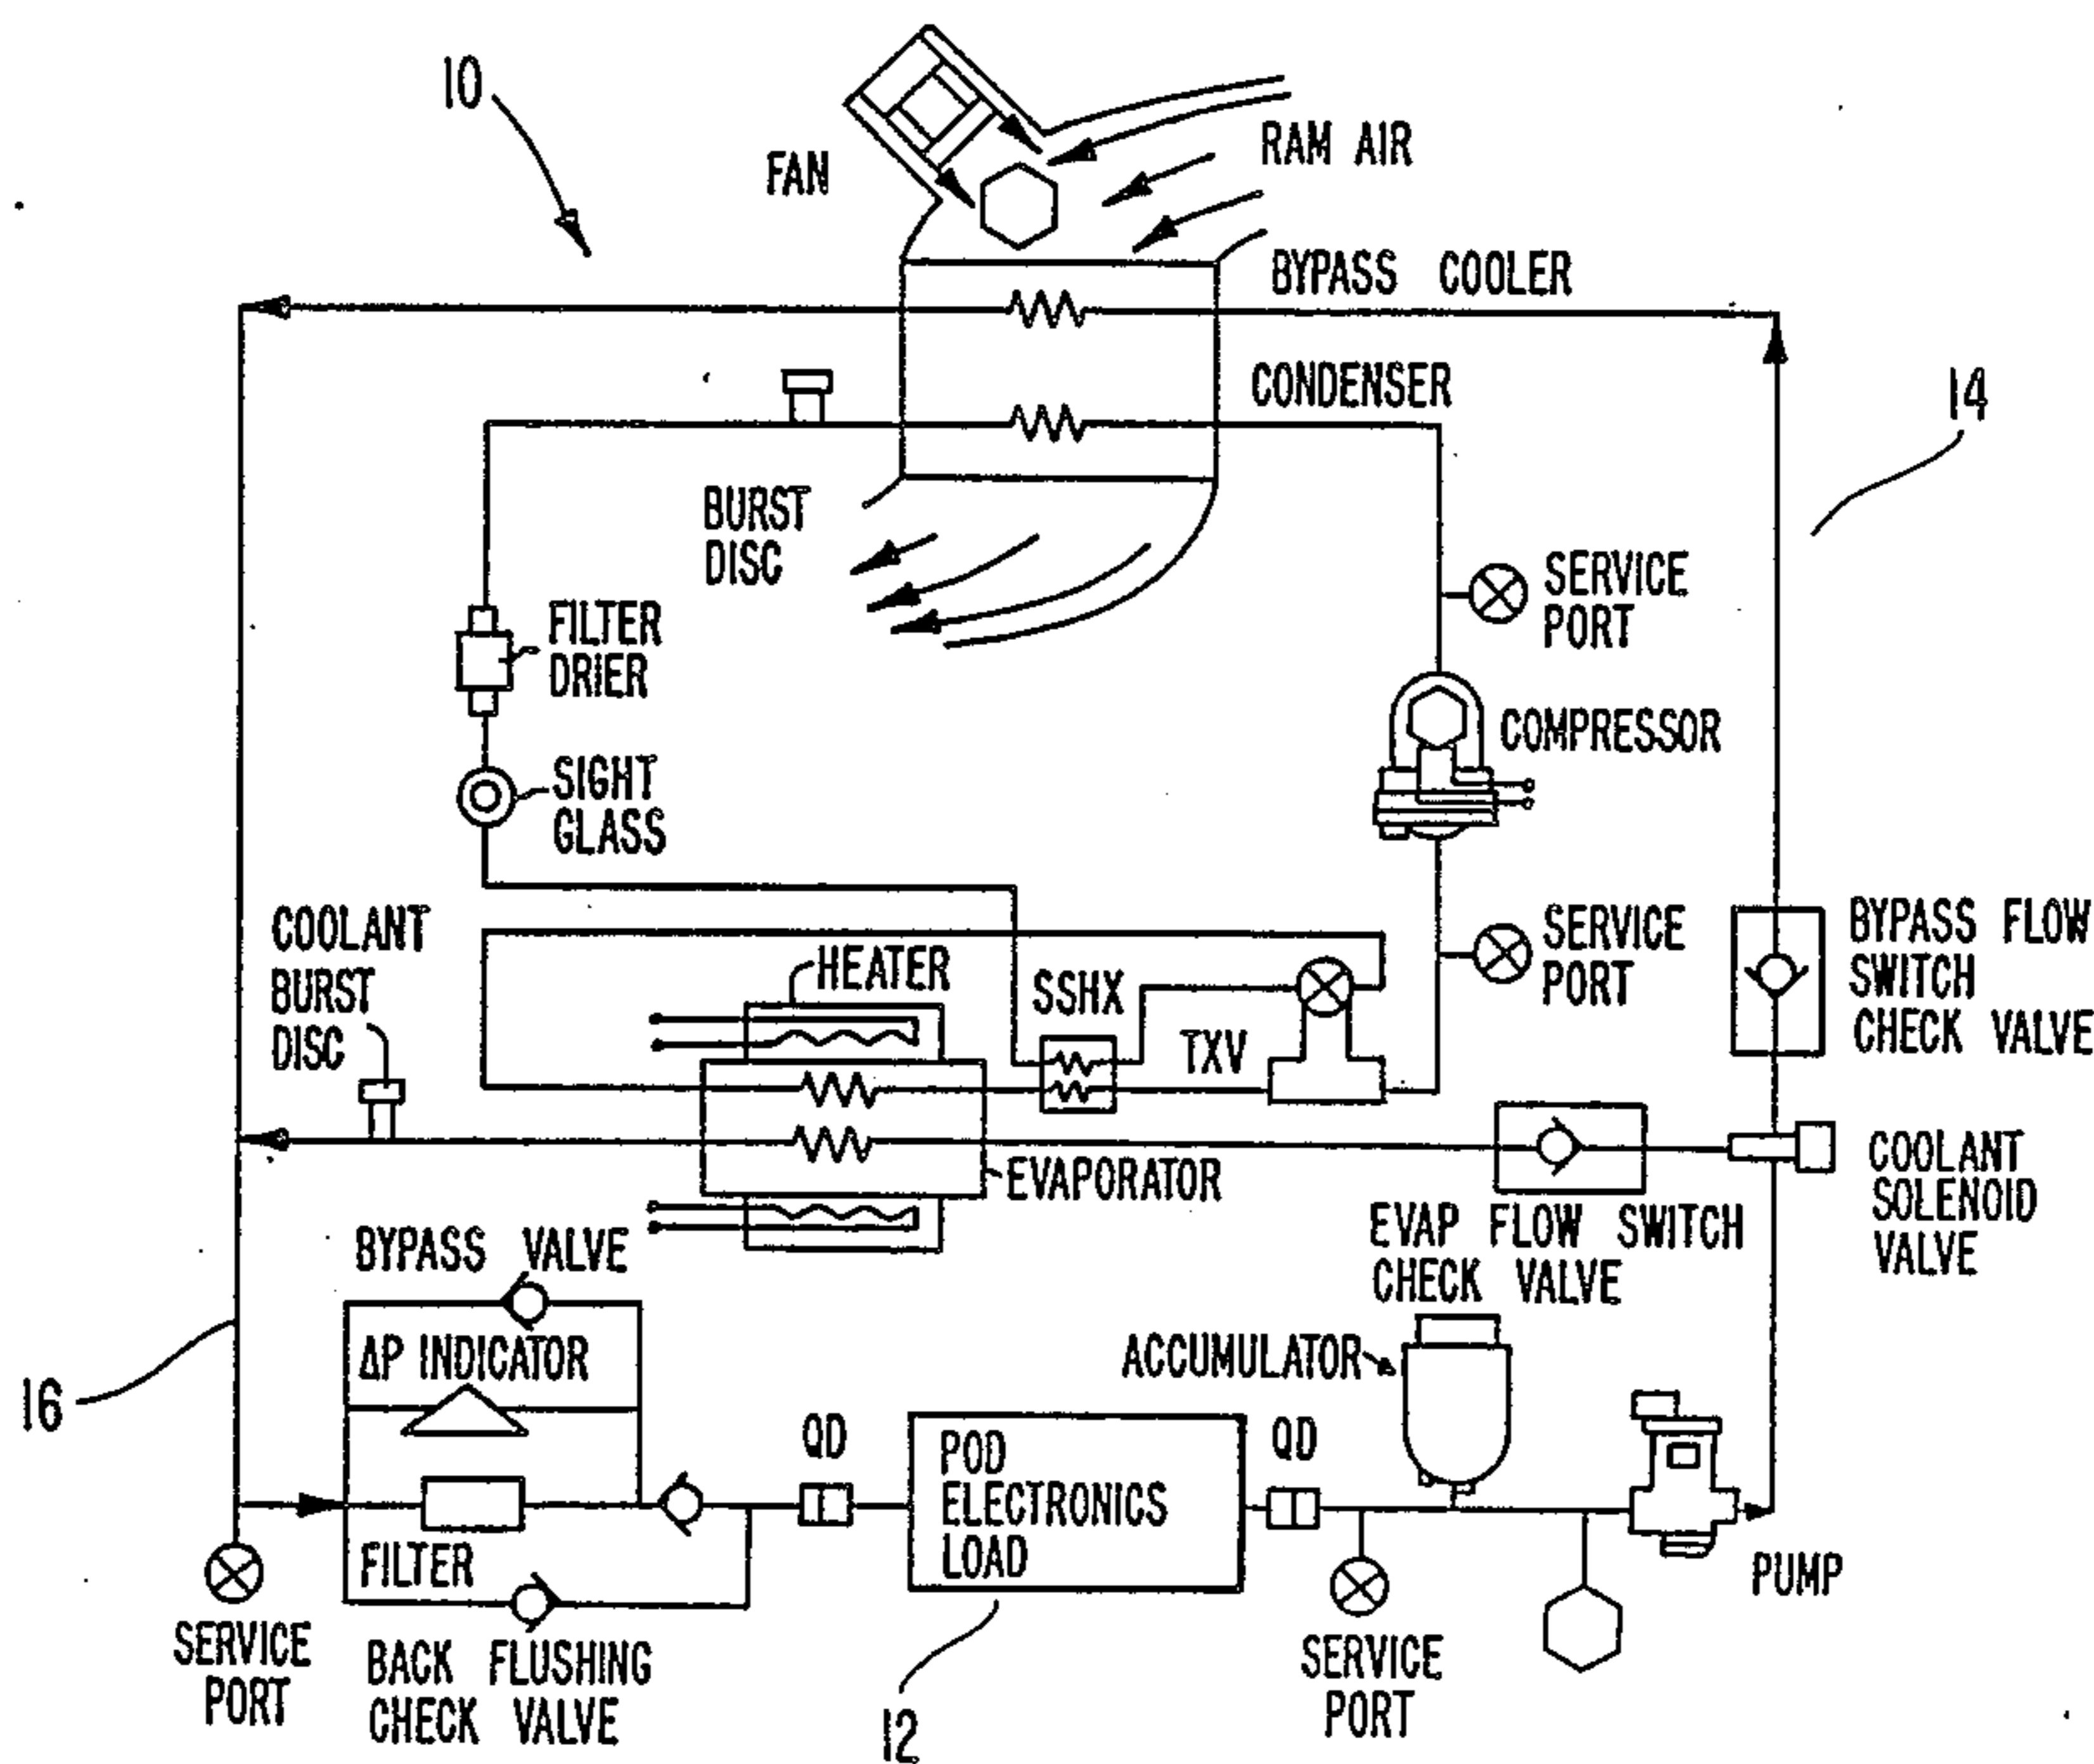 10
FAN
RAM AIR
BYPASS COOLER
CONDENSER
14
BURST
DISC
SERVICE
PORT
FILTER
DRIER
COMPRESSOR
SIGHT
GLASS
COOLANT
BURST
DISC
HEATER
SSHX
TXV
SERVICE
PORT
BYPASS FLOW
SWITCH
CHECK VALVE
EVAPORATOR
EVAP FLOW SWITCH
CHECK VALVE
COOLANT
SOLENOID
VALVE
BYPASS VALVE
ΔP INDICATOR
ACCUMULATOR
16
QD
POD
ELECTRONICS
LOAD
QD
FILTER
PUMP
SERVICE
PORT
BACK FLUSHING
CHECK VALVE
12
SERVICE
PORT